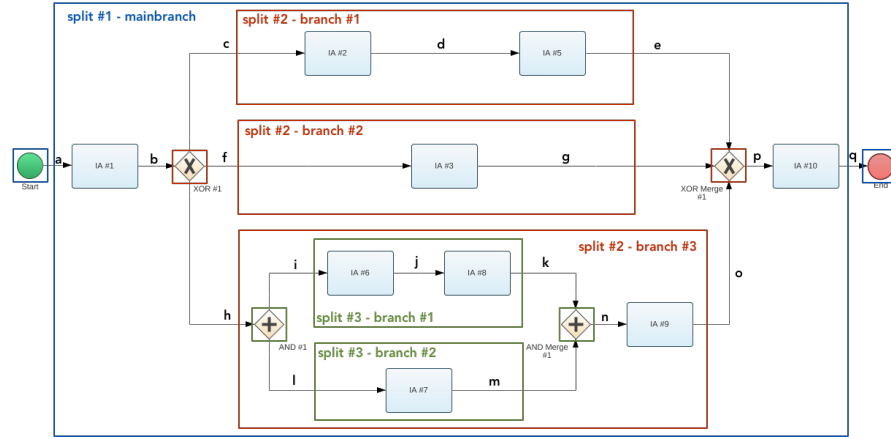 split #1 - mainbranch
split #2 - branch #1
c
IA #2
d
IA #5
e
split #2 - branch #2
Start
a
IA #1
b
XOR #1
f
IA #3
g
XOR Merge
#1
p
IA #10
q
End
split #2 - branch #3
h
AND #1
i
IA #6
j
IA #8
k
split #3 - branch #1
split #3 - branch #2
l
IA #7
m
AND Merge
#1
n
IA #9
o